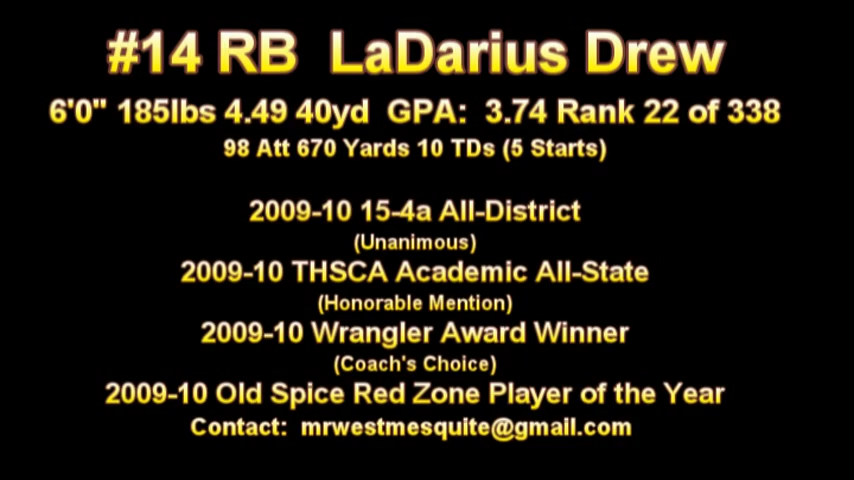 #14 RB LaDarius Drew
6'0" 185lbs 4.49 40yd GPA: 3.74 Rank 22 of 338
98 Att 670 Yards 10 TDs (5 Starts)
2009-10 15-4a All-District
(Unanimous)
2009-10 THSCA Academic All-State
(Honorable Mention)
2009-10 Wrangler Award Winner
(Coach's Choice)
2009-10 Old Spice Red Zone Player of the Year
Contact: mrwestmesquite@gmail.com